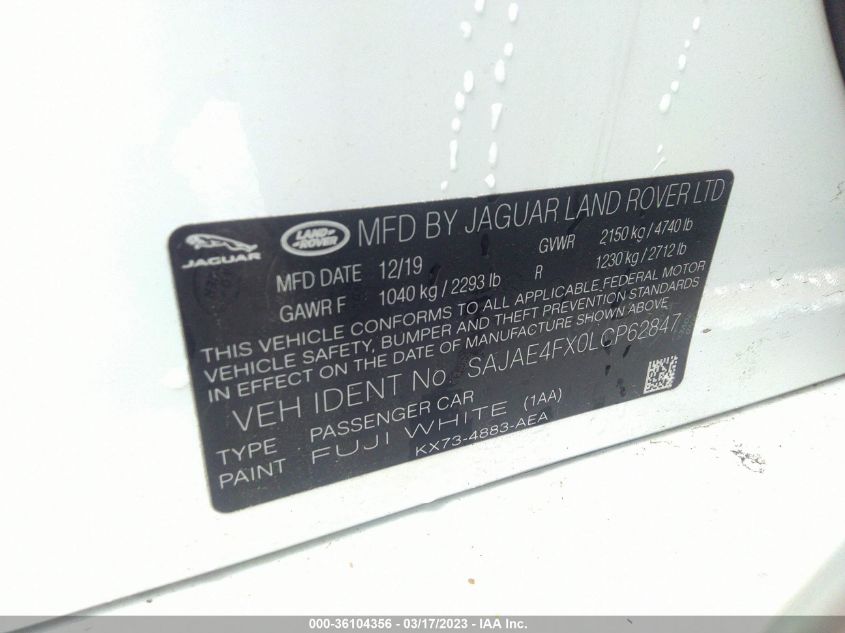 JAGUAR
LAND ROVER
MFD BY JAGUAR LAND ROVER LTD
MFD DATE 12/19 GVWR 2150 kg / 4740 lb
GAWR F 1040 kg / 2293 lb R 1230 kg / 2712 lb
THIS VEHICLE CONFORMS TO ALL APPLICABLE FEDERAL MOTOR
VEHICLE SAFETY, BUMPER AND THEFT PREVENTION STANDARDS
IN EFFECT ON THE DATE OF MANUFACTURE SHOWN ABOVE.
VEH IDENT No. SAJAE4FX0LCP62847
TYPE PASSENGER CAR
PAINT FUJI WHITE (1AA)
KX73-4883-AEA
000-36104356 - 03/17/2023 - IAA Inc.